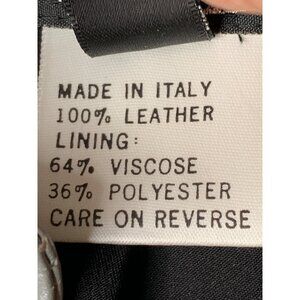 MADE IN ITALY
100% LEATHER
LINING:
64% VISCOSE
36% POLYESTER
CARE ON REVERSE